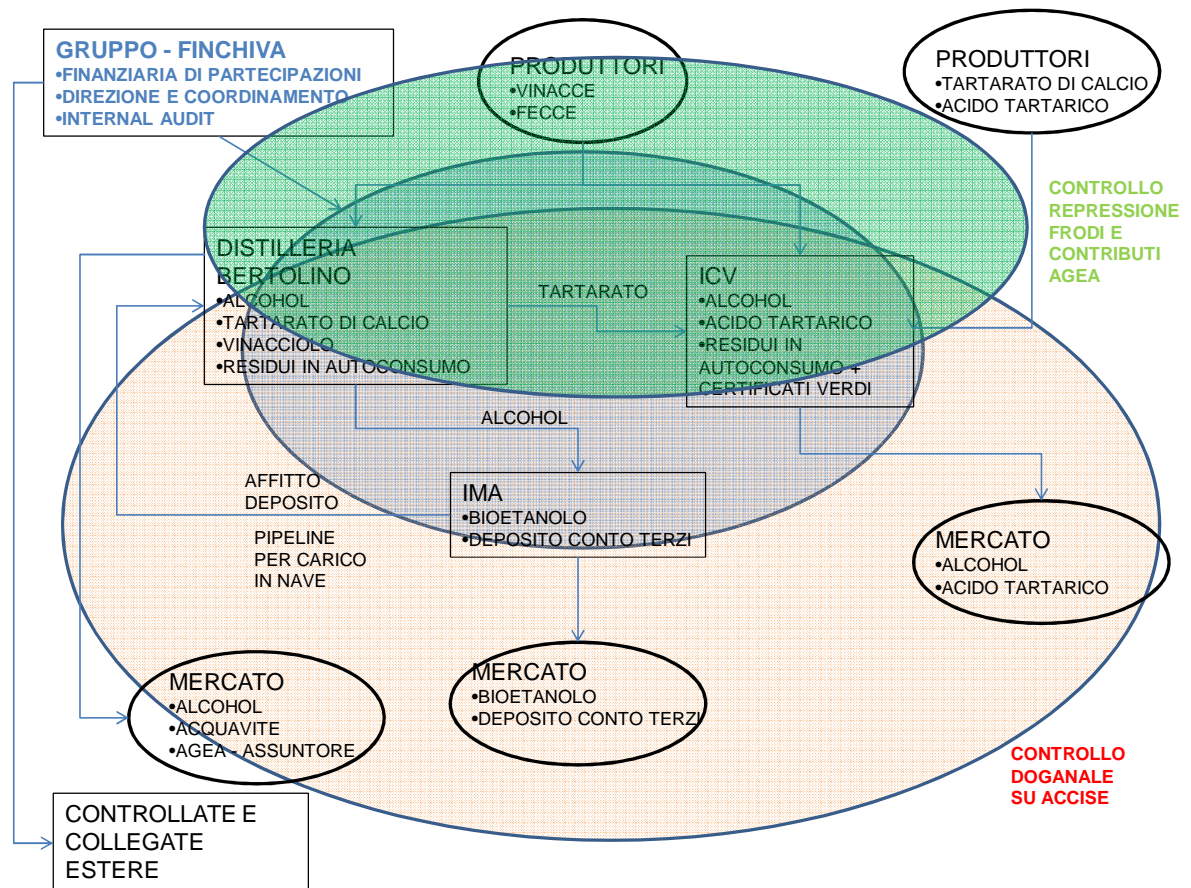 GRUPPO - FINCHIVA
•FINANZIARIA DI PARTECIPAZIONI
•DIREZIONE E COORDINAMENTO
•INTERNAL AUDIT
PRODUTTORI
•VINACCE
•FECCE
PRODUTTORI
•TARTARATO DI CALCIO
•ACIDO TARTARICO
CONTROLLO
REPRESSIONE
FRODI E
CONTRIBUTI
AGEA
DISTILLERIA
BERTOLINO
•ALCOHOL
•TARTARATO DI CALCIO
•VINACCIOLO
•RESIDUI IN AUTOCONSUMO
TARTARATO
ICV
•ALCOHOL
•ACIDO TARTARICO
•RESIDUI IN
AUTOCONSUMO +
CERTIFICATI VERDI
ALCOHOL
AFFITTO
DEPOSITO
PIPELINE
PER CARICO
IN NAVE
IMA
•BIOETANOLO
•DEPOSITO CONTO TERZI
MERCATO
•ALCOHOL
•ACIDO TARTARICO
MERCATO
•ALCOHOL
•ACQUAVITE
•AGEA - ASSUNTORE
MERCATO
•BIOETANOLO
•DEPOSITO CONTO TERZI
CONTROLLO
DOGANALE
SU ACCISE
CONTROLLATE E
COLLEGATE
ESTERE